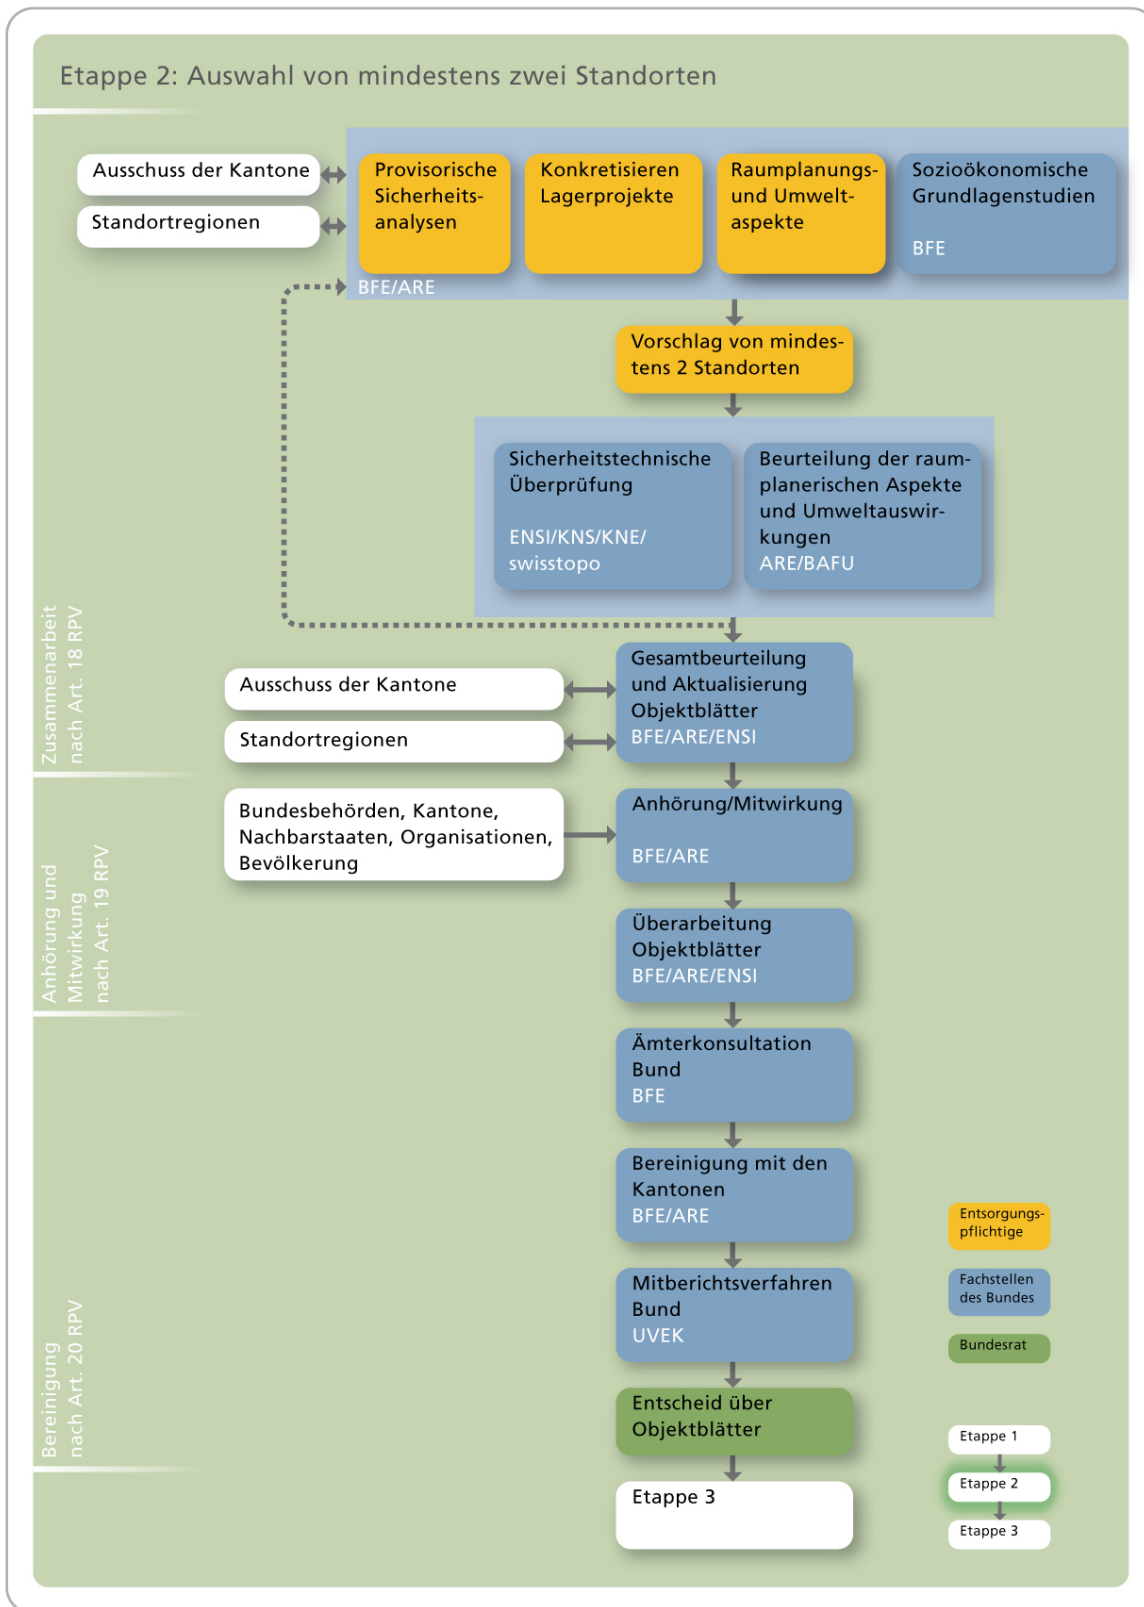 Etappe 2: Auswahl von mindestens zwei Standorten
Ausschuss der Kantone
Standortregionen
Provisorische
Sicherheits-
analysen
Konkretisieren
Lagerprojekte
Raumplanungs-
und Umwelt-
aspekte
Sozioökonomische
Grundlagenstudien
BFE
BFE/ARE
Vorschlag von mindes-
tens 2 Standorten
Sicherheitstechnische
Überprüfung
ENSI/KNS/KNE/
swisstopo
Beurteilung der raum-
planerischen Aspekte
und Umweltauswir-
kungen
ARE/BAFU
Zusammenarbeit
nach Art. 18 RPV
Gesamtbeurteilung
und Aktualisierung
Objektblätter
BFE/ARE/ENSI
Ausschuss der Kantone
Standortregionen
Bundesbehörden, Kantone,
Nachbarstaaten, Organisationen,
Bevölkerung
Anhörung/Mitwirkung
BFE/ARE
Anhörung und
Mitwirkung
nach Art. 19 RPV
Überarbeitung
Objektblätter
BFE/ARE/ENSI
Ämterkonsultation
Bund
BFE
Bereinigung mit den
Kantonen
BFE/ARE
Mitberichtsverfahren
Bund
UVEK
Bereinigung
nach Art. 20 RPV
Entscheid über
Objektblätter
Etappe 3
Entsorgungs-
pflichtige
Fachstellen
des Bundes
Bundesrat
Etappe 1
Etappe 2
Etappe 3